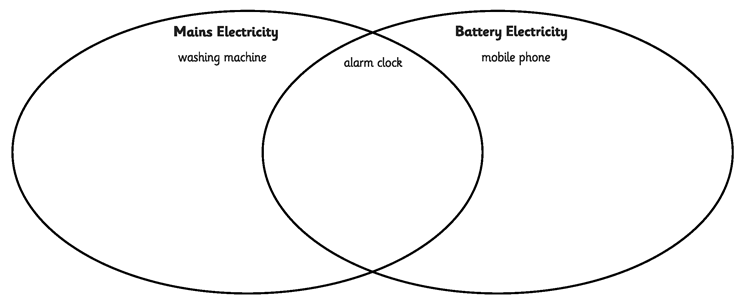 Mains Electricity
washing machine
alarm clock
Battery Electricity
mobile phone